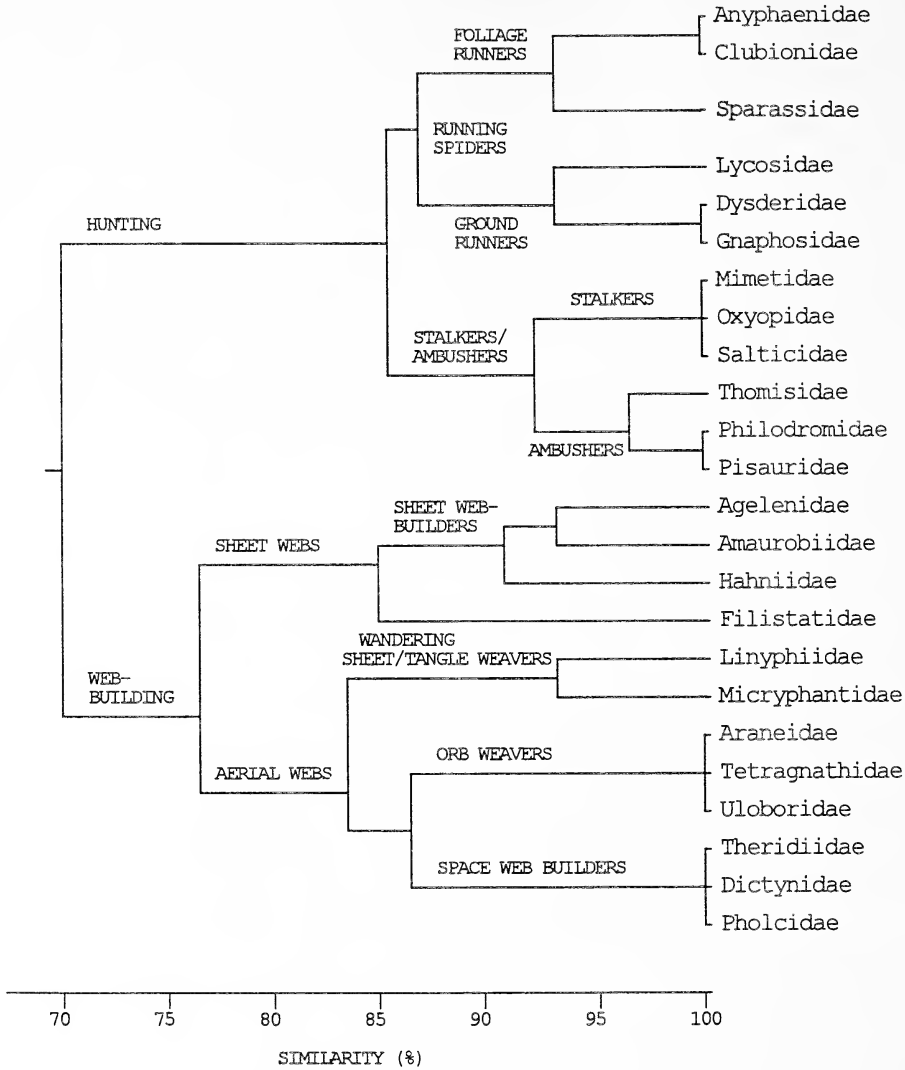 Anyphaenidae
FOLIAGE
RUNNERS
Clubionidae
Sparassidae
RUNNING
SPIDERS
Lycosidae
Dysderidae
HUNTING
GROUND
RUNNERS
Gnaphosidae
Mimetidae
STALKERS
Oxyopidae
STALKERS/
AMBUSHERS
Salticidae
Thomisidae
Philodromidae
AMBUSHERS
Pisauridae
SHEET WEB-
BUILDERS
Agelenidae
SHEET WEBS
Amaurobiidae
Hahniidae
Filistatidae
WANDERING
SHEET/TANGLE WEAVERS
Linyphiidae
WEB-
BUILDING
Micryphantidae
Araneidae
ORB WEAVERS
AERIAL WEBS
Tetragnathidae
Uloboridae
Theridiidae
SPACE WEB BUILDERS
Dictynidae
Pholcidae
70 75 80 85 90 95 100
SIMILARITY (%)